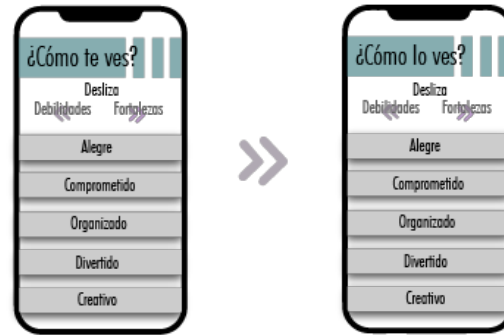 ¿Cómo te ves?
Desliza
Debilidades Fortalezas
Alegre
Comprometido
Organizado
Divertido
Creativo
¿Cómo lo ves?
Desliza
Debilidades Fortalezas
Alegre
Comprometido
Organizado
Divertido
Creativo